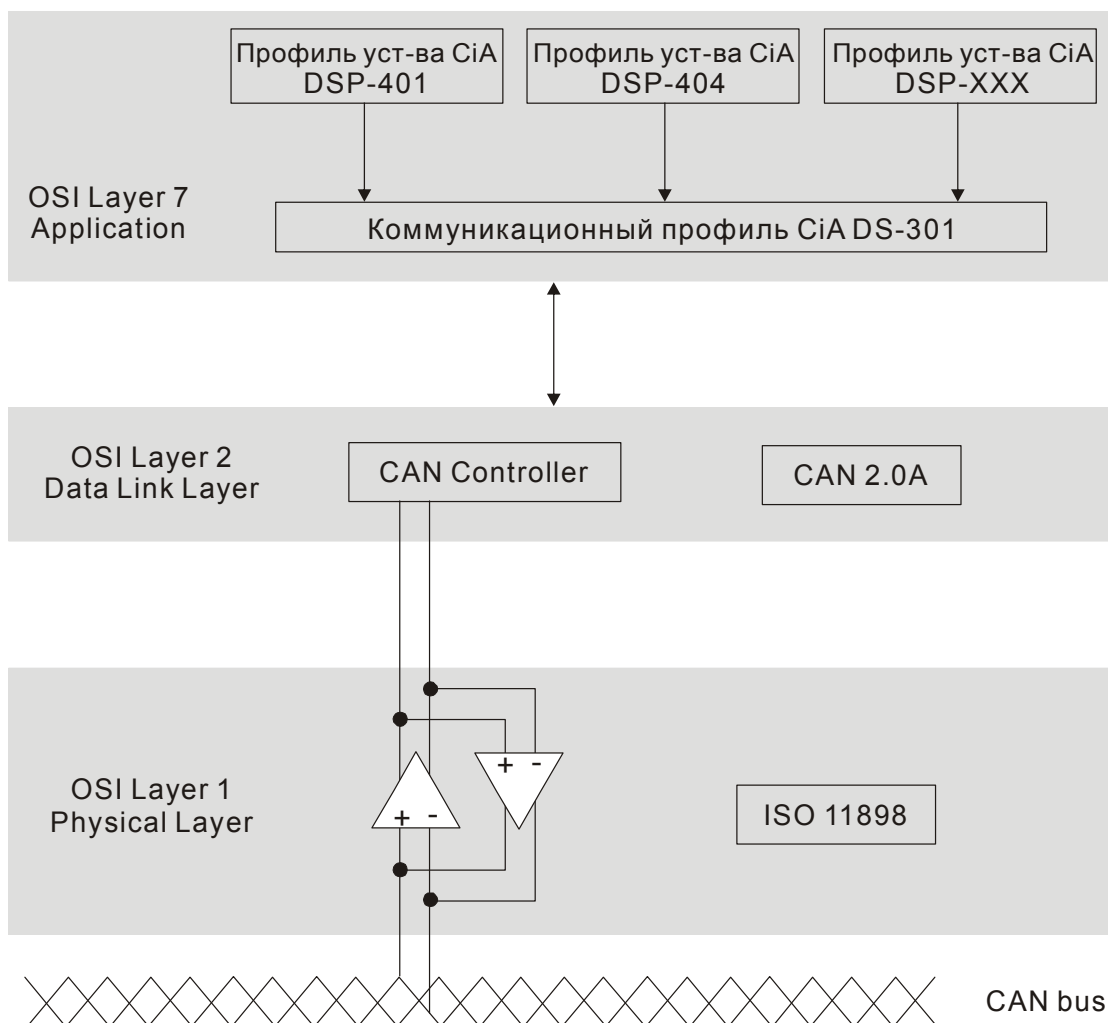 Профиль уст-ва CiA
DSP-401
Профиль уст-ва CiA
DSP-404
Профиль уст-ва CiA
DSP-XXX
OSI Layer 7
Application
Коммуникационный профиль CiA DS-301
OSI Layer 2
Data Link Layer
CAN Controller
CAN 2.0A
OSI Layer 1
Physical Layer
+ -
+ -
ISO 11898
CAN bus